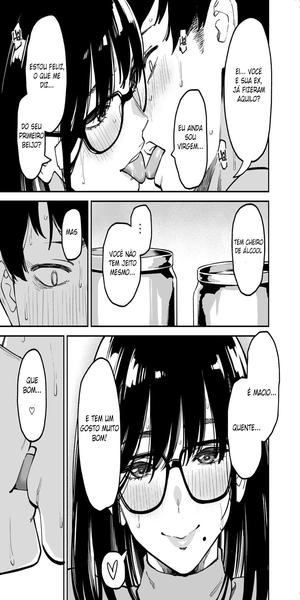 EI... VOCÊ
E SUA EX,
JÁ FIZERAM
AQUILO?
EU AINDA
SOU
VIRGEM...
ESTOU FELIZ,
O QUE ME
DIZ...
DO SEU
PRIMEIRO
BEIJO?
TEM CHEIRO
DE ÁLCOOL
...
VOCÊ NÃO
TEM JEITO
MESMO...
MAS
É MACIO...
QUENTE...
E TEM UM
GOSTO MUITO
BOM!
QUE
BOM...
♡